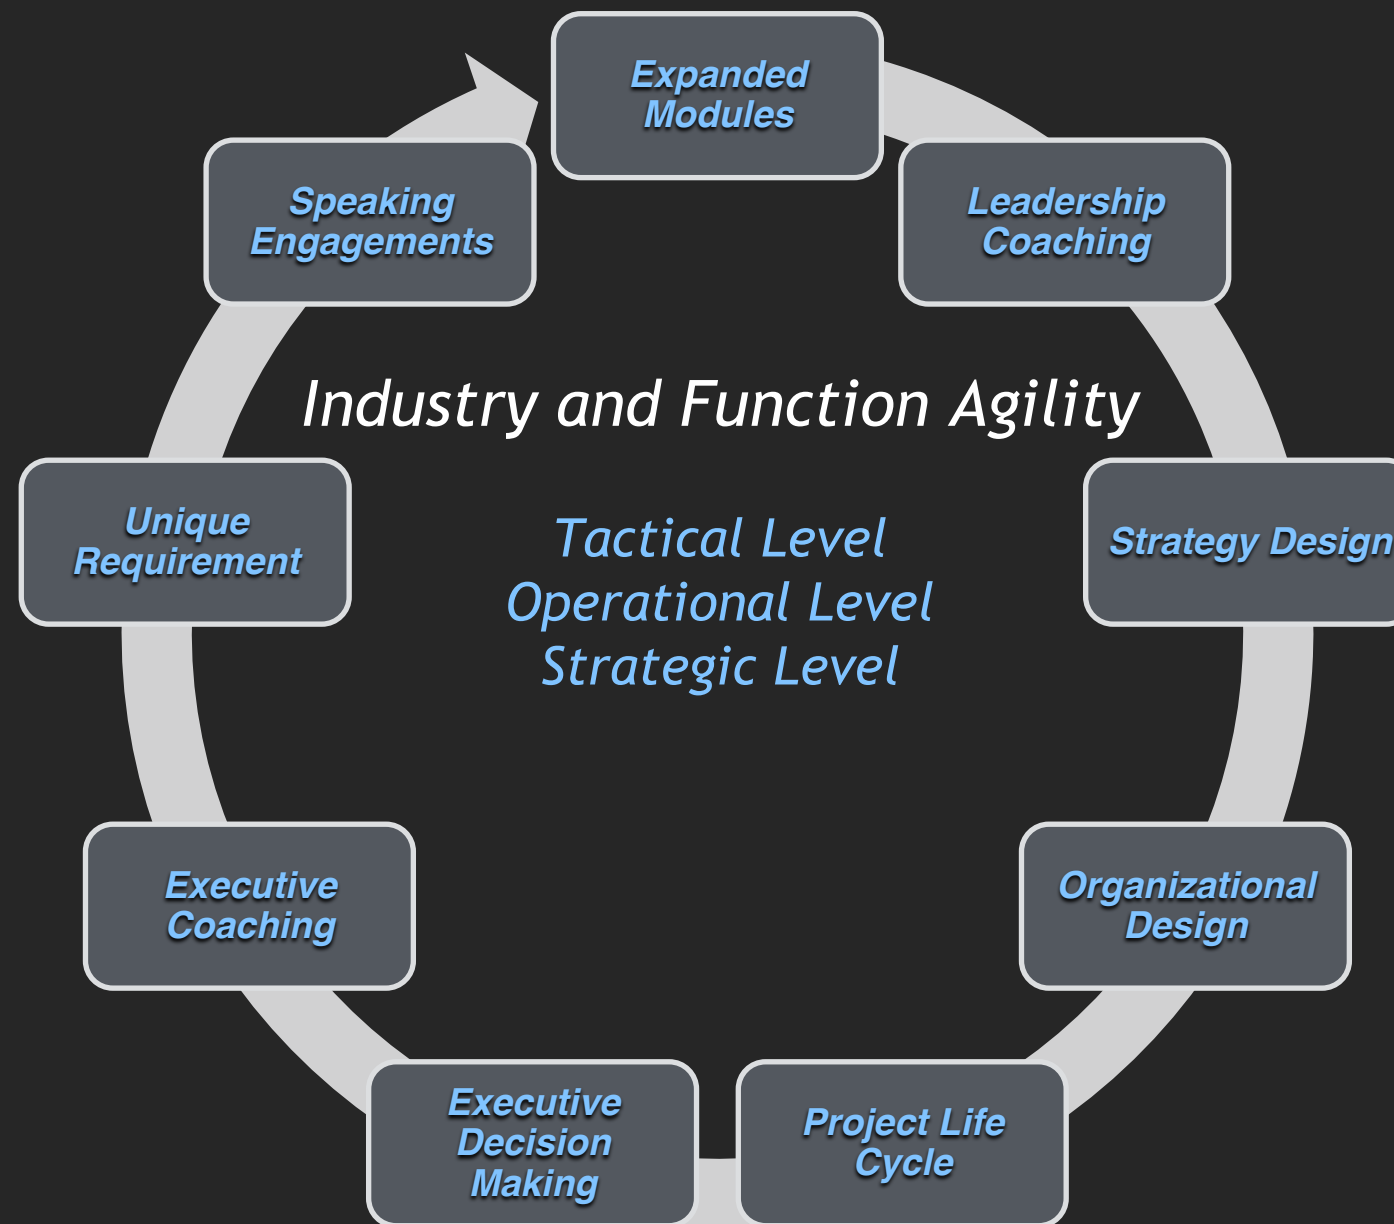 Expanded
Modules
Leadership
Coaching
Strategy Design
Organizational
Design
Project Life
Cycle
Executive
Decision
Making
Executive
Coaching
Unique
Requirement
Speaking
Engagements
Industry and Function Agility
Tactical Level
Operational Level
Strategic Level